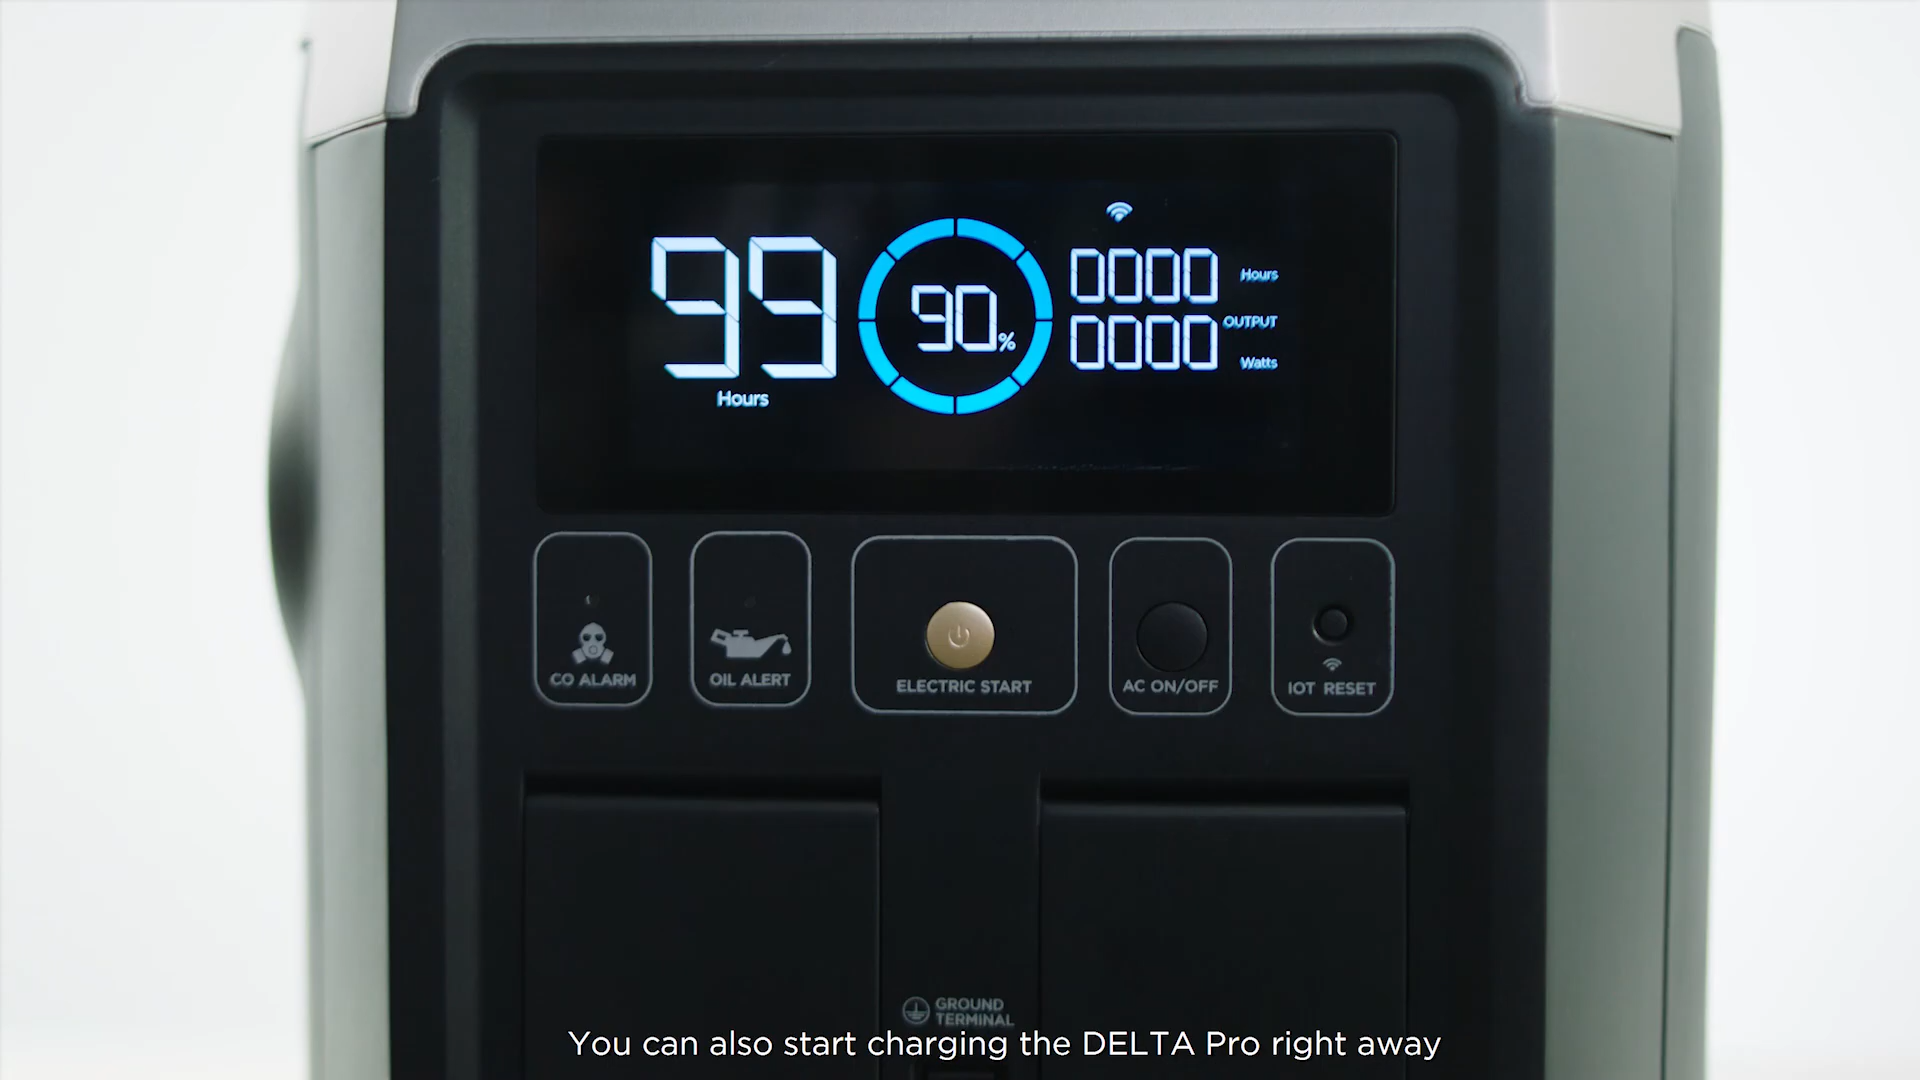 99
Hours
90%
0000 Hours
OUTPUT
0000 Watts
CO ALARM
OIL ALERT
ELECTRIC START
AC ON/OFF
IOT RESET
GROUND
TERMINAL
You can also start charging the DELTA Pro right away